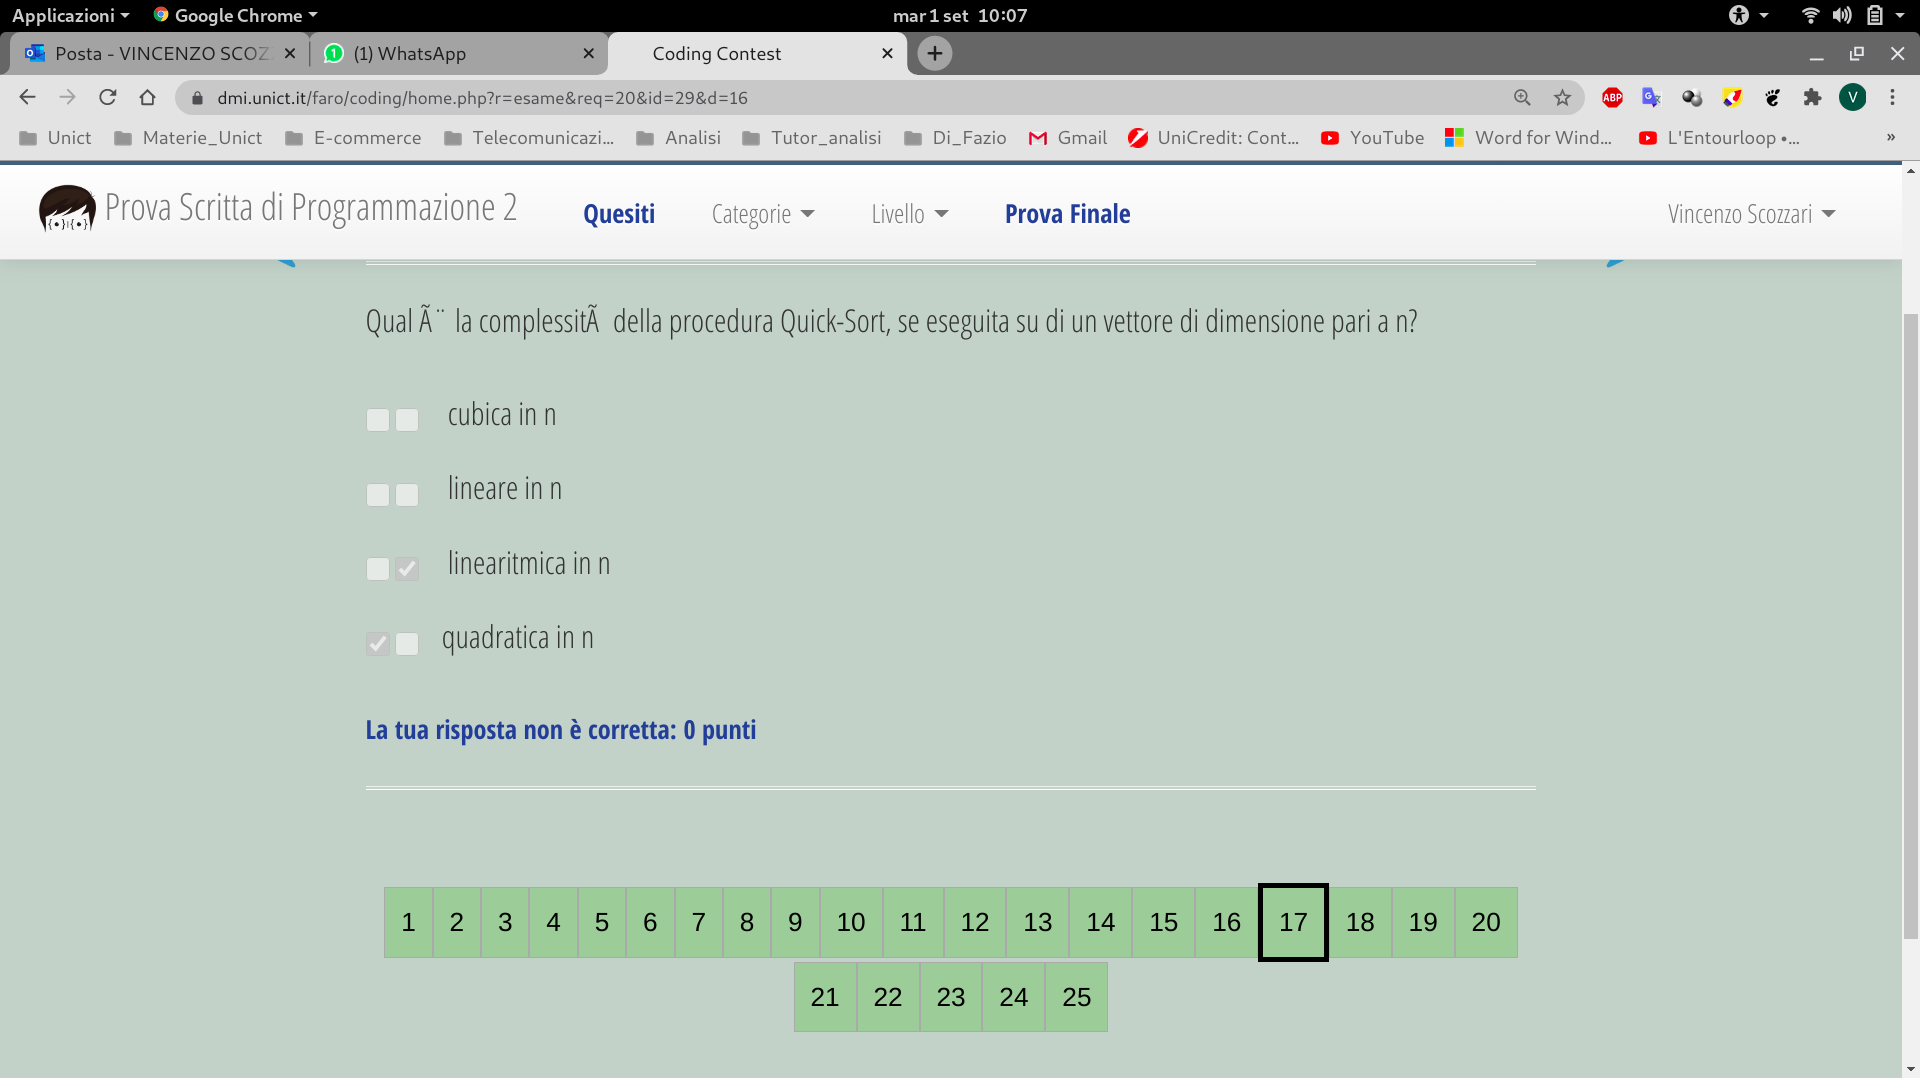 Applicazioni Google Chrome mar 1 set 10:07
Posta - VINCENZO SCOZ (1) WhatsApp Coding Contest
dmi.unict.it/faro/coding/home.php?r=esame&req=20&id=29&d=16 ABP V
Unict Materie_Unict E-commerce Telecomunicazi... Analisi Tutor_analisi Di_Fazio Gmail UniCredit: Cont... YouTube Word for Wind... L'Entourloop •... »
Prova Scritta di Programmazione 2 Quesiti Categorie Livello Prova Finale Vincenzo Scozzari
Qual Ã¨ la complessitÃ  della procedura Quick-Sort, se eseguita su di un vettore di dimensione pari a n?
cubica in n
lineare in n
linearitmica in n
quadratica in n
La tua risposta non è corretta: 0 punti
1 2 3 4 5 6 7 8 9 10 11 12 13 14 15 16 17 18 19 20
21 22 23 24 25